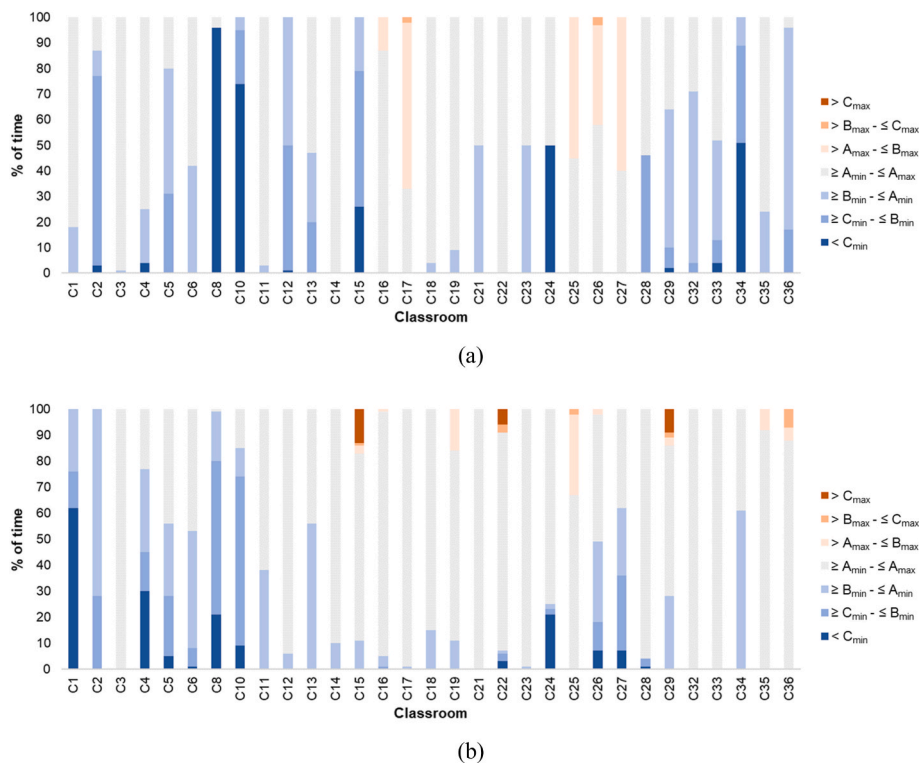 100
90
80
70
60
50
40
30
20
10
0
% of time
C1 C2 C3 C4 C5 C6 C8 C10 C11 C12 C13 C15 C14 C16 C17 C18 C19 C21 C22 C23 C24 C25 C26 C27 C28 C29 C32 C33 C34 C35 C36
Classroom
> Cmax
> Bmax - ≤ Cmax
> Amax - ≤ Bmax
≥ Amin - ≤ Amax
≥ Bmin - ≤ Amin
≥ Cmin - ≤ Bmin
< Cmin
(a)
100
90
80
70
60
50
40
30
20
10
0
% of time
C1 C2 C3 C4 C5 C6 C8 C10 C11 C12 C13 C14 C15 C16 C17 C18 C19 C21 C22 C23 C24 C25 C26 C27 C28 C29 C32 C33 C34 C35 C36
Classroom
> Cmax
> Bmax - ≤ Cmax
> Amax - ≤ Bmax
≥ Amin - ≤ Amax
≥ Bmin - ≤ Amin
≥ Cmin - ≤ Bmin
< Cmin
(b)